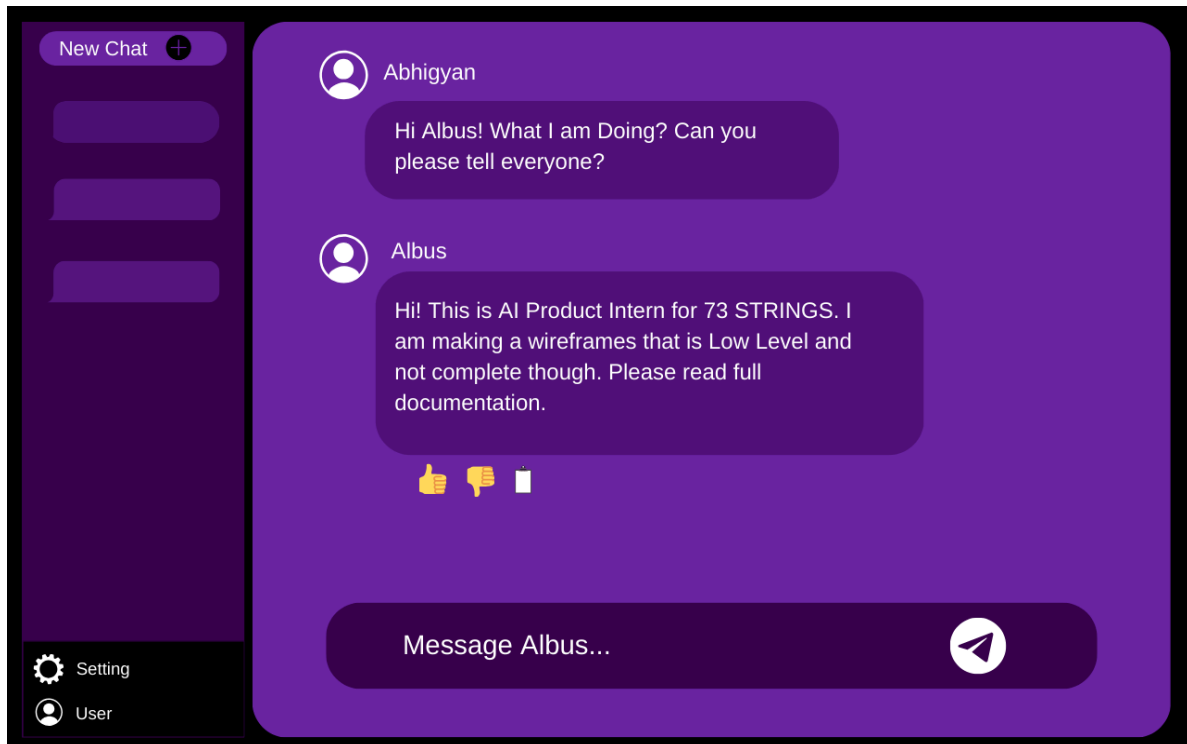 New Chat
Abhigyan
Hi Albus! What I am Doing? Can you
please tell everyone?
Albus
Hi! This is AI Product Intern for 73 STRINGS. I
am making a wireframes that is Low Level and
not complete though. Please read full
documentation.
Message Albus...
Setting
User